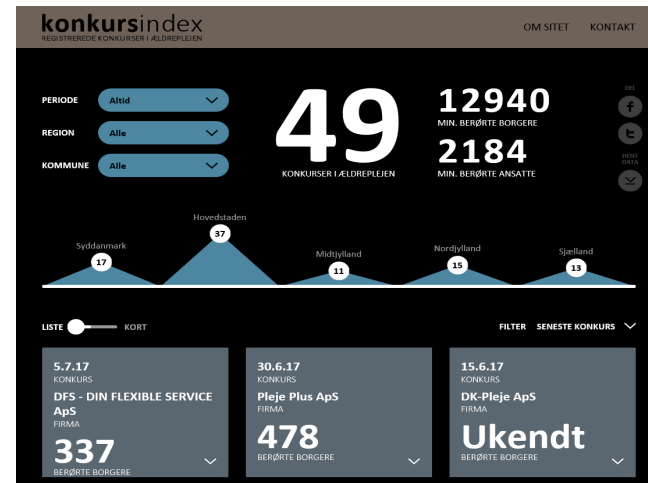 konkursindex
REGISTREREDE KONKURSER I ÆLDREPLEJEN
OM SITET KONTAKT
PERIODE Altid
REGION Alle
KOMMUNE Alle
49
KONKURSER I ÆLDREPLEJEN
12940
MIN. BERØRTE BORGERE
2184
MIN. BERØRTE ANSATTE
DEL
HENT
DATA
Syddanmark
17
Hovedstaden
37
Midtjylland
11
Nordjylland
15
Sjælland
13
LISTE KORT
FILTER SENESTE KONKURS
5.7.17
KONKURS
DFS - DIN FLEXIBLE SERVICE
ApS
FIRMA
337
BERØRTE BORGERE
30.6.17
KONKURS
Pleje Plus ApS
FIRMA
478
BERØRTE BORGERE
15.6.17
KONKURS
DK-Pleje ApS
FIRMA
Ukendt
BERØRTE BORGERE